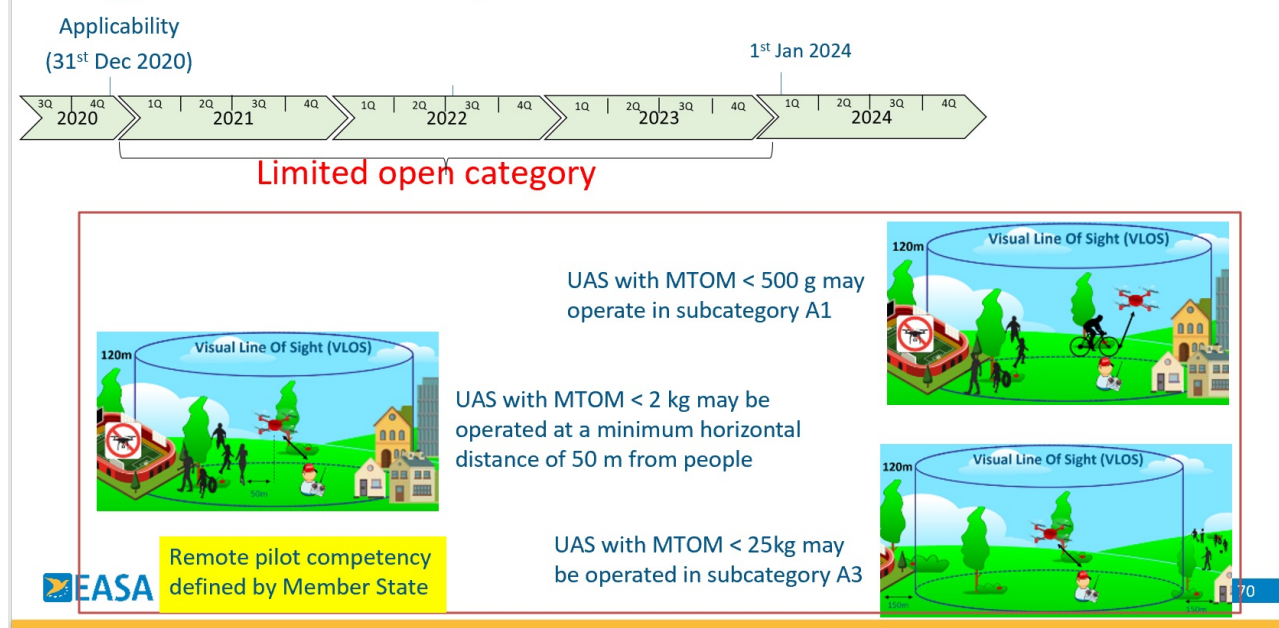 Applicability
(31st Dec 2020)
1st Jan 2024
3Q 4Q 1Q 2Q 3Q 4Q 1Q 2Q 3Q 4Q 1Q 2Q 3Q 4Q 1Q 2Q 3Q 4Q
2020 2021 2022 2023 2024
Limited open category
120m
Visual Line Of Sight (VLOS)
UAS with MTOM < 500 g may
operate in subcategory A1
120m
Visual Line Of Sight (VLOS)
50m
UAS with MTOM < 2 kg may be
operated at a minimum horizontal
distance of 50 m from people
120m
Visual Line Of Sight (VLOS)
150m
150m
UAS with MTOM < 25kg may
be operated in subcategory A3
Remote pilot competency
defined by Member State
EASA
70